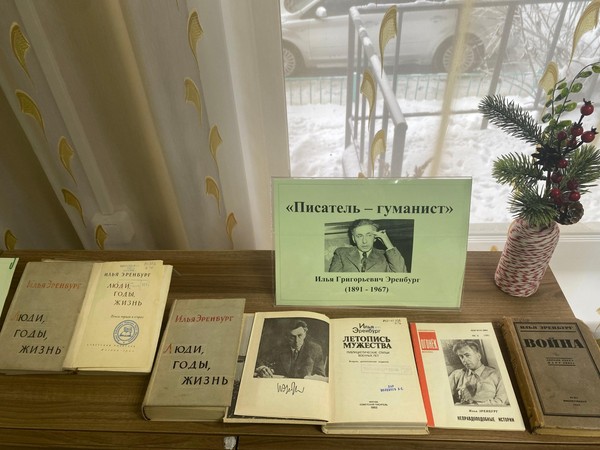 «Писатель – гуманист»
Илья Григорьевич Эренбург
(1891 - 1967)
ИЛЬЯ ЭРЕНБУРГ
ЛЮДИ,
ГОДЫ,
ЖИЗНЬ
ИЛЬЯ ЭРЕНБУРГ
ЛЮДИ,
ГОДЫ,
ЖИЗНЬ
ИЛЬЯ ЭРЕНБУРГ
ЛЮДИ,
ГОДЫ,
ЖИЗНЬ
Илья
Эренбург
ЛЕТОПИСЬ
МУЖЕСТВА
ОГОНЁК
Илья Эренбург
НЕПРАВДОПОДОБНЫЕ ИСТОРИИ
ИЛЬЯ ЭРЕНБУРГ
ВОЙНА